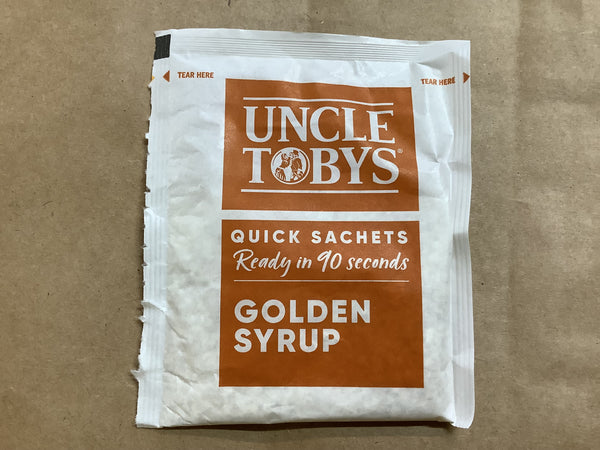 TEAR HERE
TEAR HERE
UNCLE
TOBYS®
QUICK SACHETS
Ready in 90 seconds
GOLDEN
SYRUP